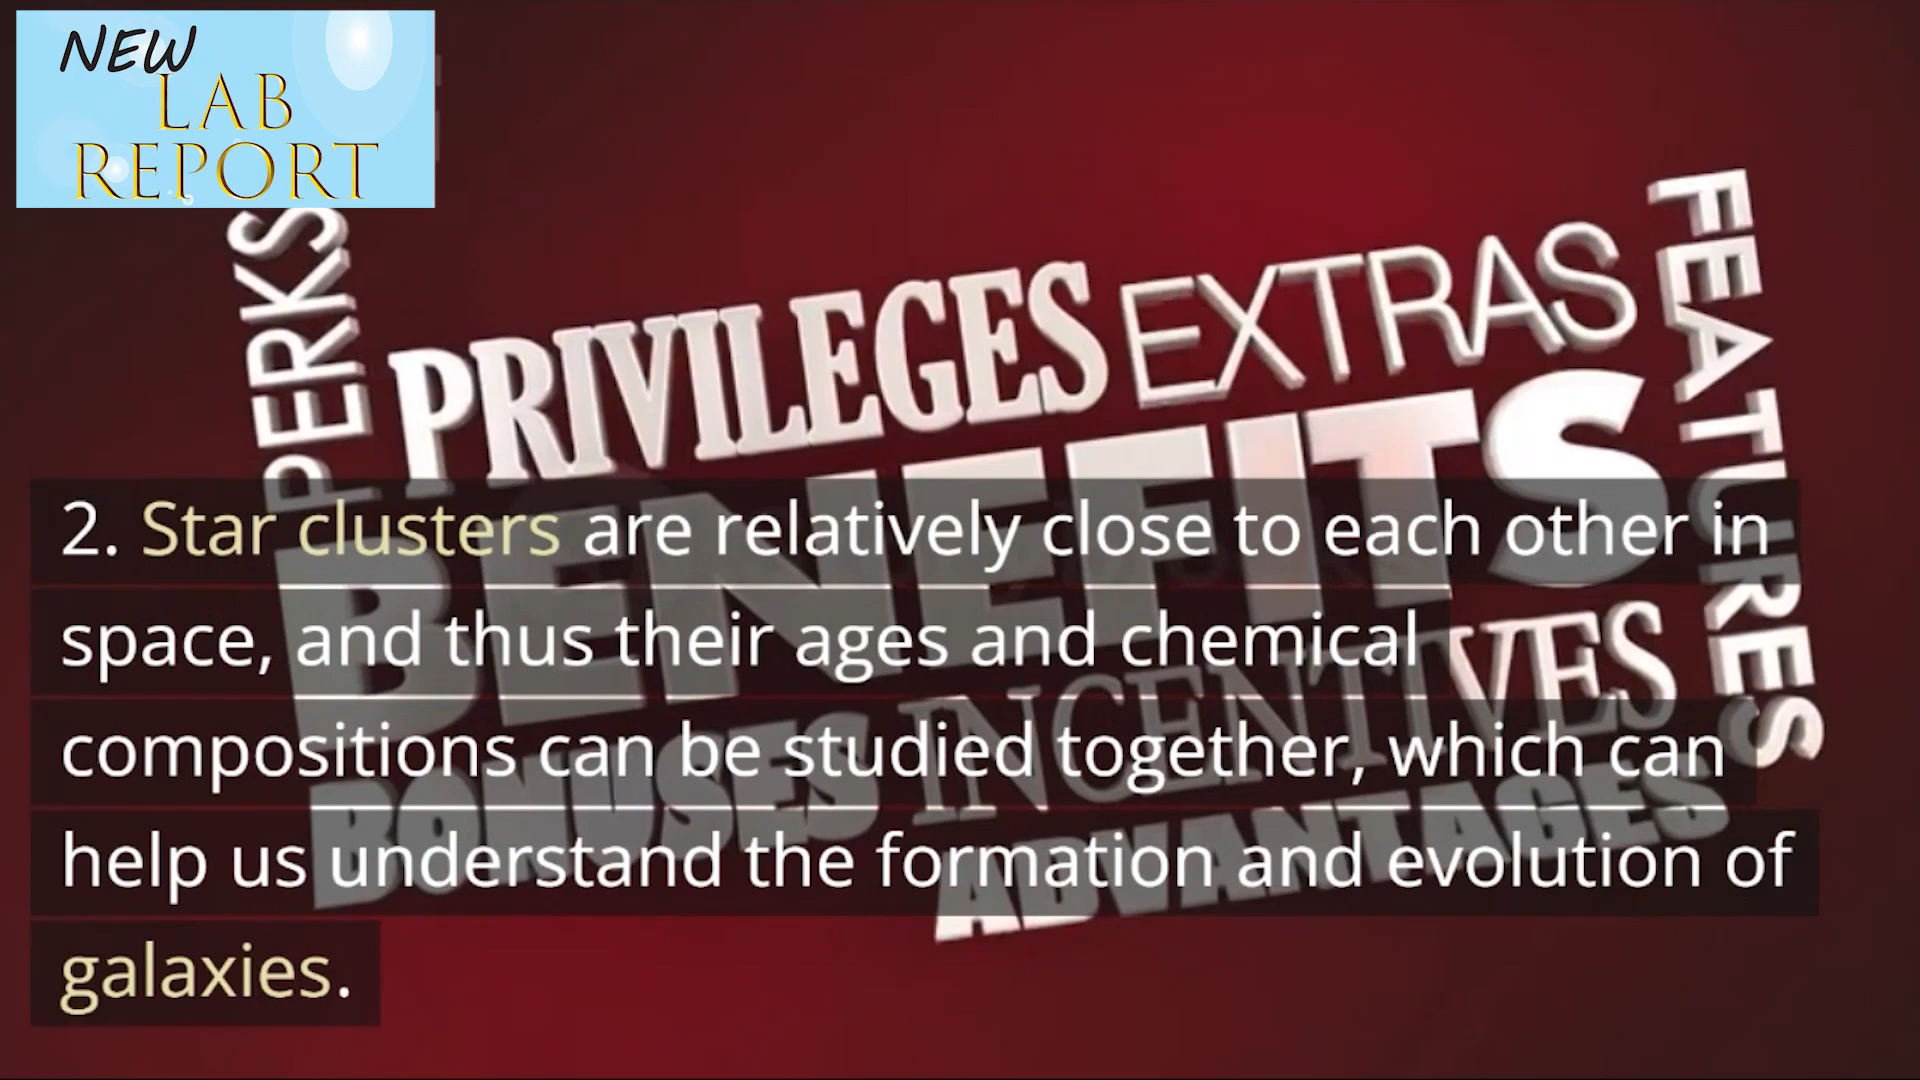 NEW
LAB
REPORT
PERKS
PRIVILEGES EXTRAS
FEATURES
BENEFITS
BONUSES INCENTIVES
ADVANTAGES
2. Star clusters are relatively close to each other in
space, and thus their ages and chemical
compositions can be studied together, which can
help us understand the formation and evolution of
galaxies.